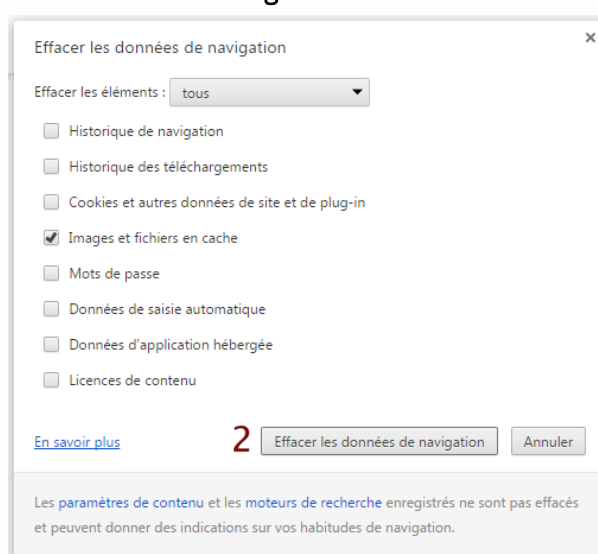 Effacer les données de navigation
Effacer les éléments : tous
Historique de navigation
Historique des téléchargements
Cookies et autres données de site et de plug-in
Images et fichiers en cache
Mots de passe
Données de saisie automatique
Données d'application hébergée
Licences de contenu
En savoir plus 2 Effacer les données de navigation Annuler
Les paramètres de contenu et les moteurs de recherche enregistrés ne sont pas effacés
et peuvent donner des indications sur vos habitudes de navigation.